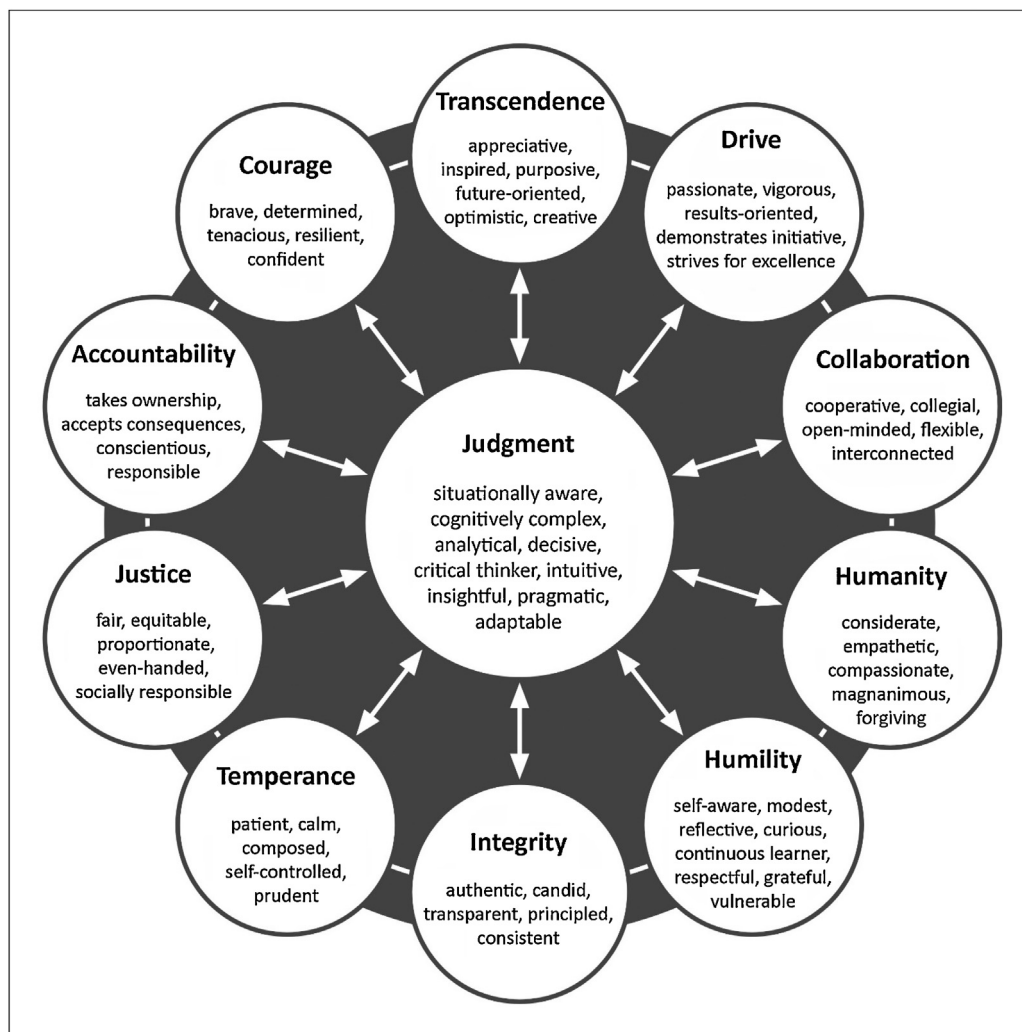 Transcendence
appreciative,
inspired, purposive,
future-oriented,
optimistic, creative
Drive
passionate, vigorous,
results-oriented,
demonstrates initiative,
strives for excellence
Collaboration
cooperative, collegial,
open-minded, flexible,
interconnected
Humanity
considerate,
empathetic,
compassionate,
magnanimous,
forgiving
Humility
self-aware, modest,
reflective, curious,
continuous learner,
respectful, grateful,
vulnerable
Integrity
authentic, candid,
transparent, principled,
consistent
Temperance
patient, calm,
composed,
self-controlled,
prudent
Justice
fair, equitable,
proportionate,
even-handed,
socially responsible
Accountability
takes ownership,
accepts consequences,
conscientious,
responsible
Courage
brave, determined,
tenacious, resilient,
confident
Judgment
situationally aware,
cognitively complex,
analytical, decisive,
critical thinker, intuitive,
insightful, pragmatic,
adaptable